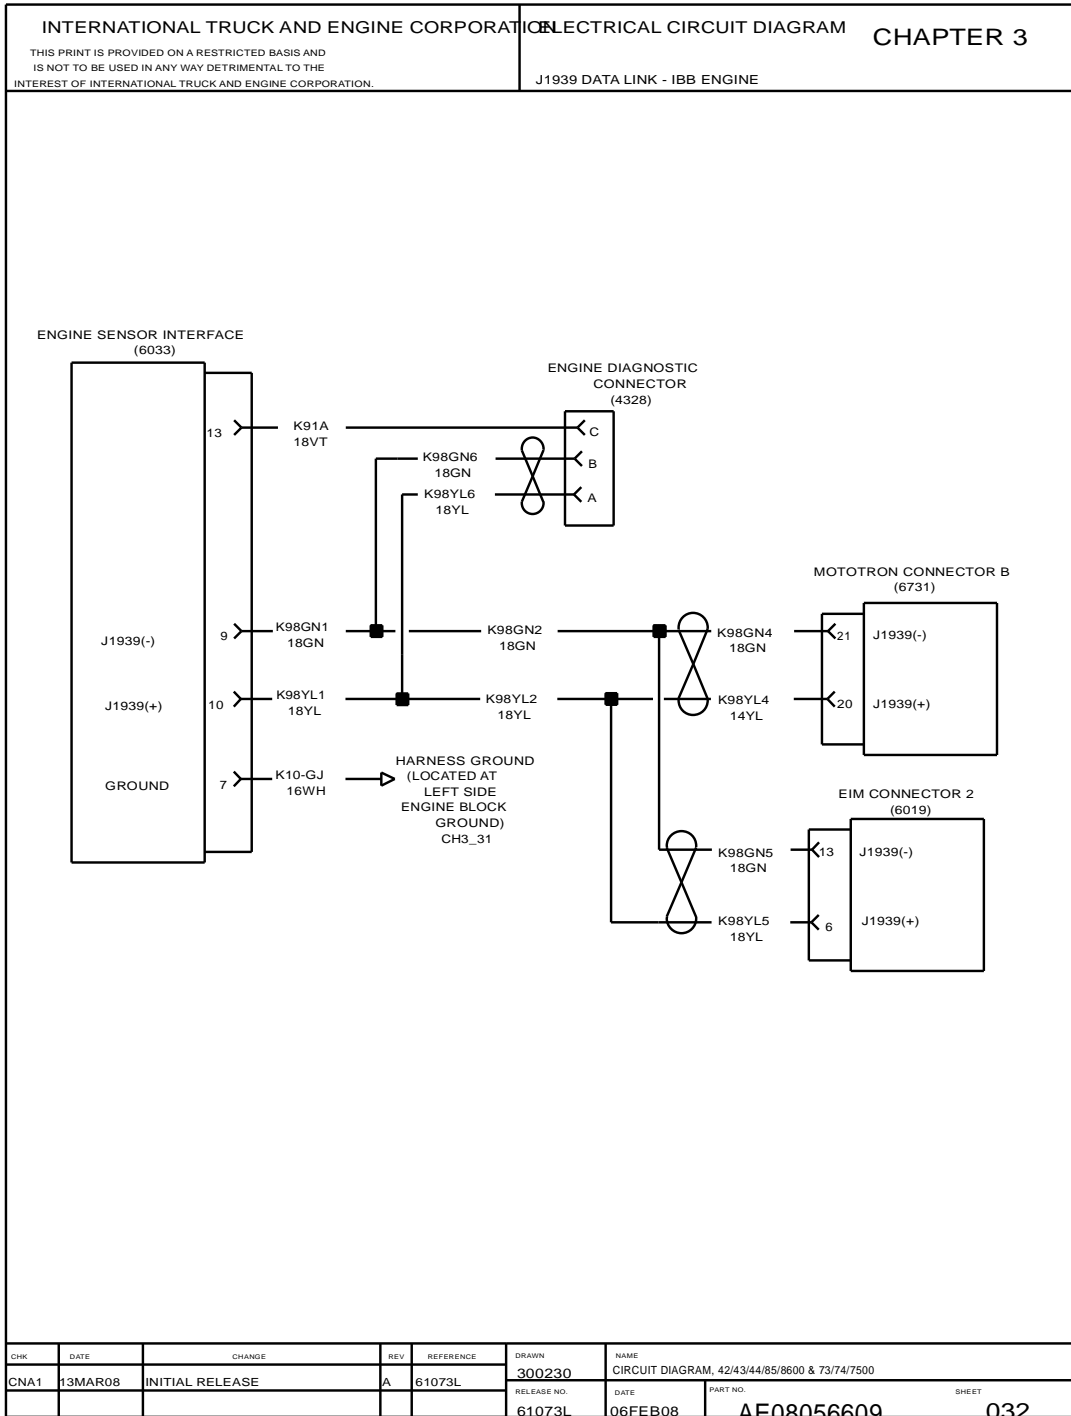 INTERNATIONAL TRUCK AND ENGINE CORPORATION
THIS PRINT IS PROVIDED ON A RESTRICTED BASIS AND
IS NOT TO BE USED IN ANY WAY DETRIMENTAL TO THE
INTEREST OF INTERNATIONAL TRUCK AND ENGINE CORPORATION.
ELECTRICAL CIRCUIT DIAGRAM
J1939 DATA LINK - IBB ENGINE
CHAPTER 3
ENGINE SENSOR INTERFACE
(6033)
13
K91A
18VT
ENGINE DIAGNOSTIC
CONNECTOR
(4328)
C
K98GN6
18GN
B
K98YL6
18YL
A
J1939(-)
9
K98GN1
18GN
K98GN2
18GN
K98GN4
18GN
MOTOTRON CONNECTOR B
(6731)
21
J1939(-)
J1939(+)
10
K98YL1
18YL
K98YL2
18YL
K98YL4
14YL
20
J1939(+)
GROUND
7
K10-GJ
16WH
HARNESS GROUND
(LOCATED AT
LEFT SIDE
ENGINE BLOCK
GROUND)
CH3_31
EIM CONNECTOR 2
(6019)
K98GN5
18GN
13
J1939(-)
K98YL5
18YL
6
J1939(+)
CHK DATE CHANGE REV REFERENCE
CNA1 13MAR08 INITIAL RELEASE A 61073L
DRAWN
300230
NAME
CIRCUIT DIAGRAM, 42/43/44/85/8600 & 73/74/7500
RELEASE NO.
61073L
DATE
06FEB08
PART NO.
AE08056609
SHEET
032